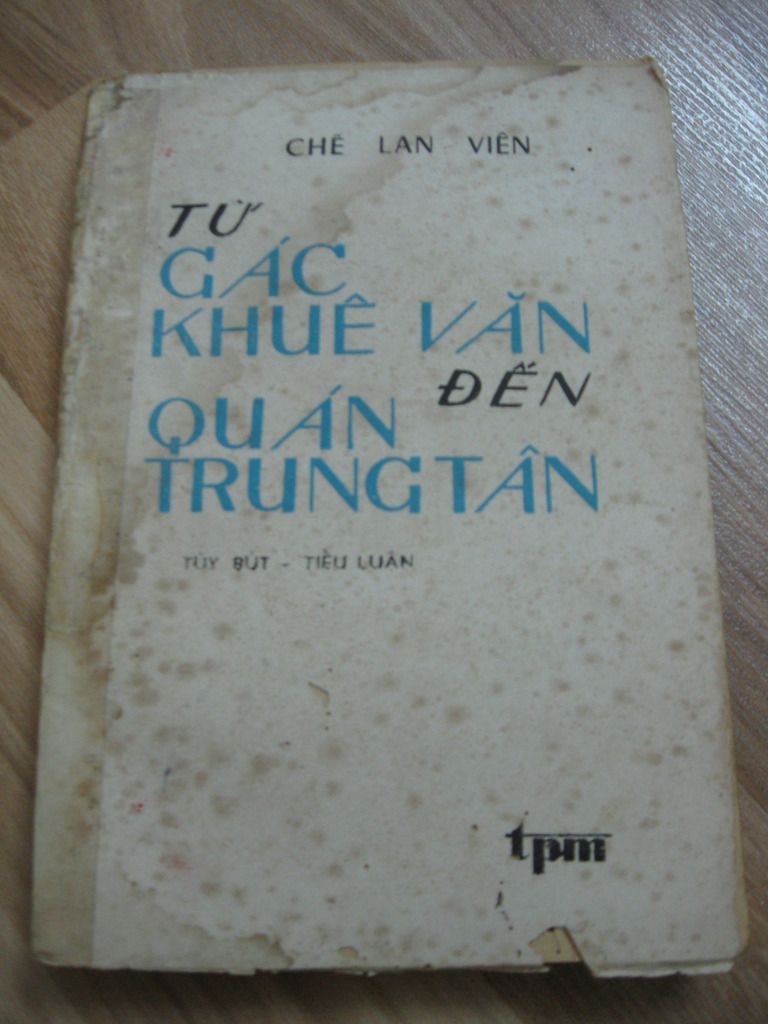 CHẾ LAN VIÊN
TỪ
GÁC
KHUÊ VĂN
ĐẾN
QUÁN
TRUNG TÂN
TÙY BÚT - TIỂU LUẬN
tpm